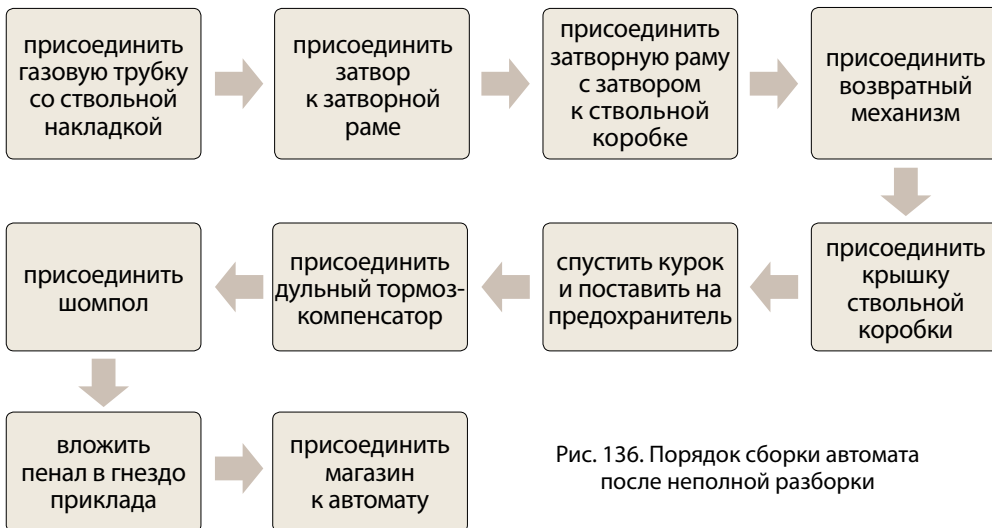 присоединить
газовую трубку
со ствольной
накладкой
присоединить
затвор
к затворной
раме
присоединить
затворную раму
с затвором
к ствольной
коробке
присоединить
возвратный
механизм
присоединить
крышку
ствольной
коробки
спустить курок
и поставить на
предохранитель
присоединить
дульный тормоз-
компенсатор
присоединить
шомпол
вложить
пенал в гнездо
приклада
присоединить
магазин
к автомату
Рис. 136. Порядок сборки автомата
после неполной разборки